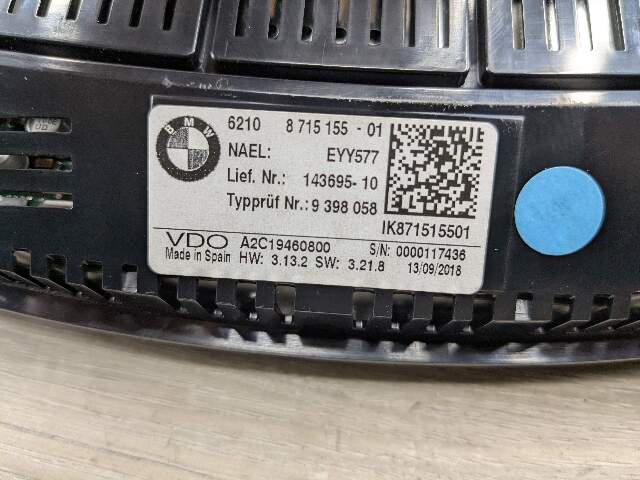 BMW
6210 8 715 155 - 01
NAEL: EYY577
Lief. Nr.: 143695- 10
Typprüf Nr.: 9 398 058
IK871515501
VDO A2C19460800 S/N: 0000117436
Made in Spain HW: 3.13.2 SW: 3.21.8 13/09/2018